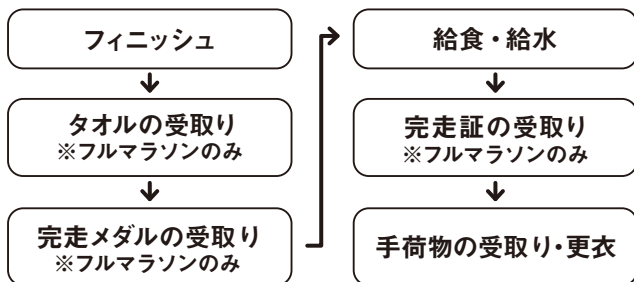 フィニッシュ
タオルの受取り
※フルマラソンのみ
完走メダルの受取り
※フルマラソンのみ
給食・給水
完走証の受取り
※フルマラソンのみ
手荷物の受取り・更衣